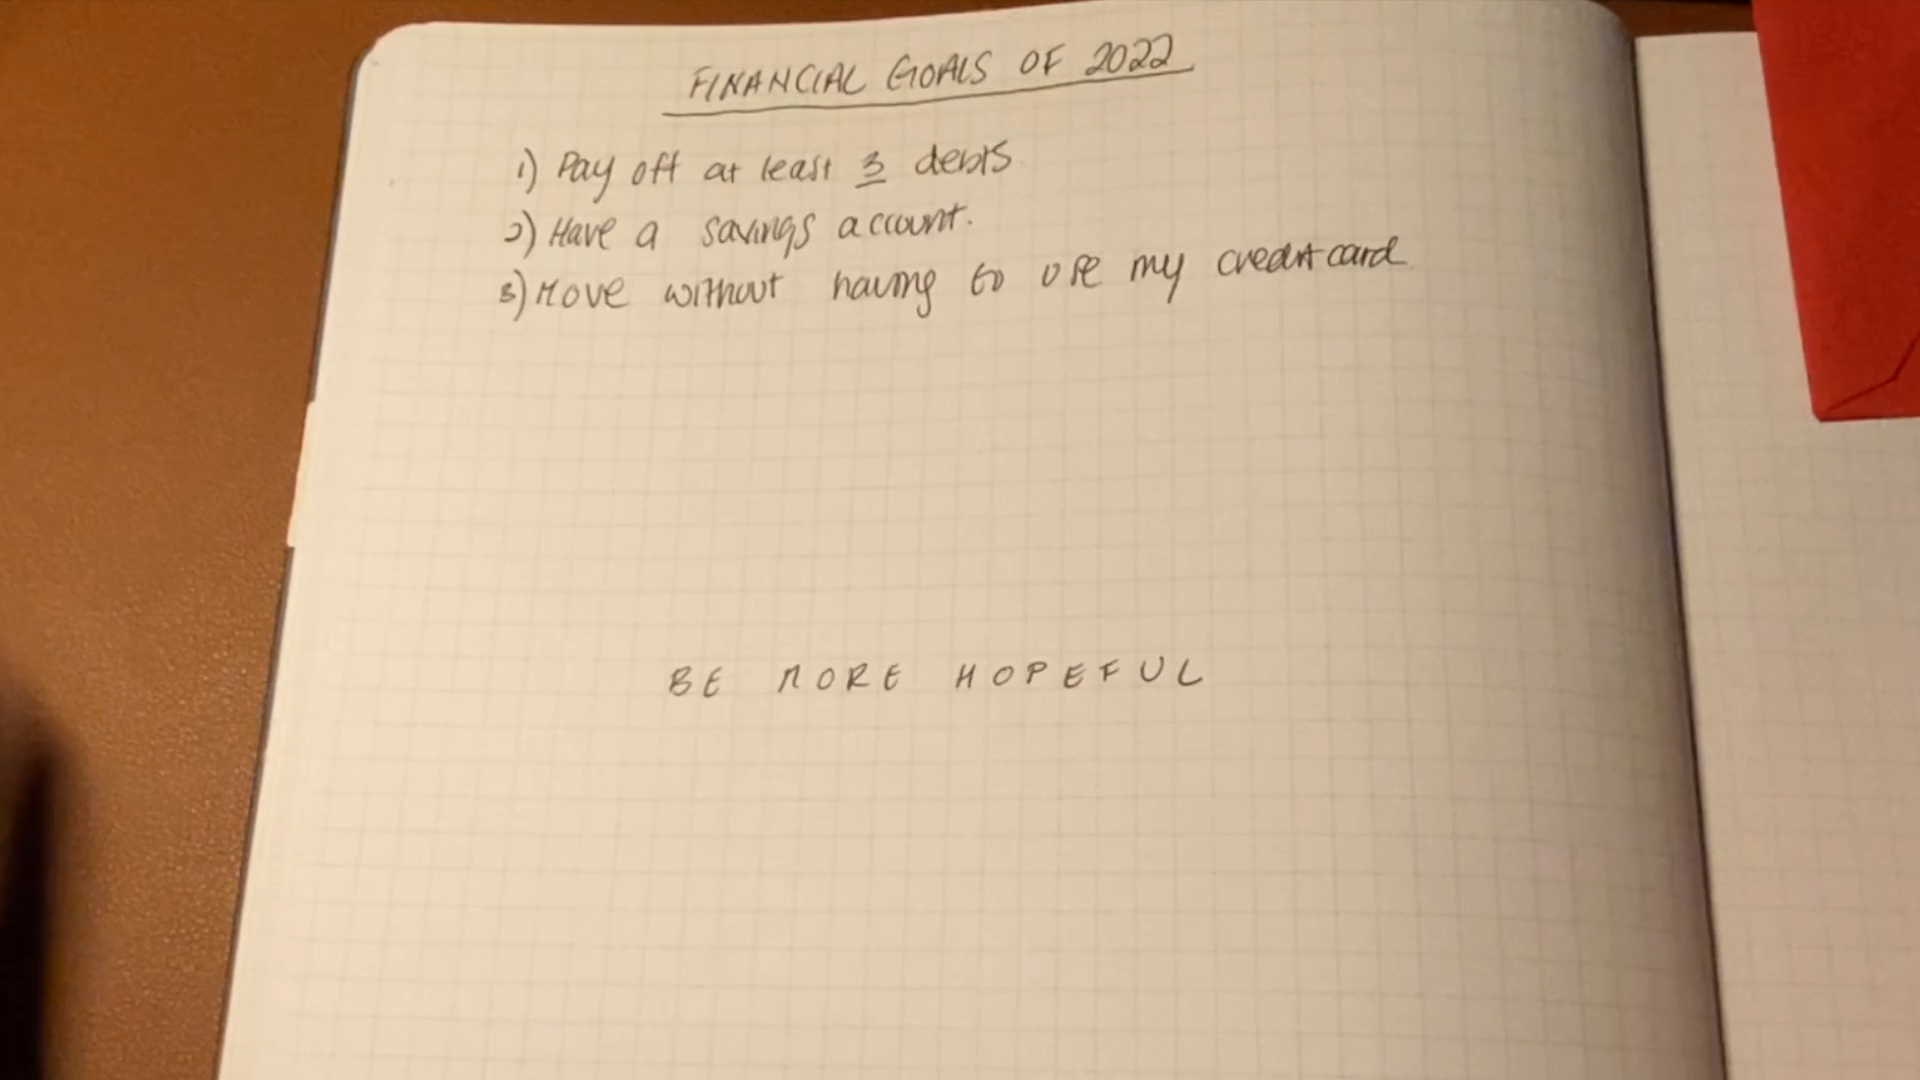 FINANCIAL GOALS OF 2022
1) Pay off at least 3 debts
2) Have a savings account.
3) Move without having to use my credit card
BE MORE HOPEFUL